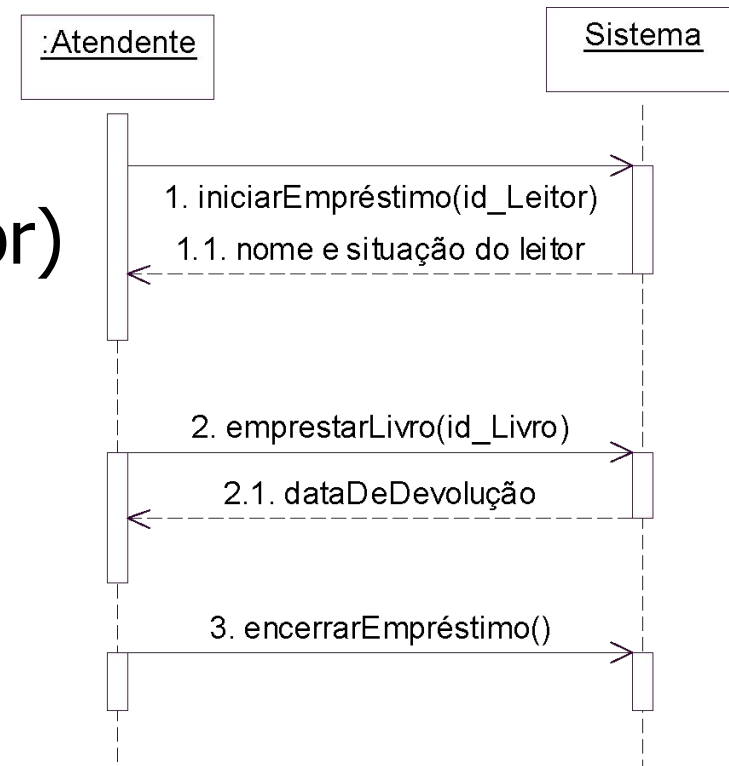 :Atendente
Sistema
1. iniciarEmpréstimo(id_Leitor)
or)
1.1. nome e situação do leitor
2. emprestarLivro(id_Livro)
2.1. dataDeDevolução
3. encerrarEmpréstimo()